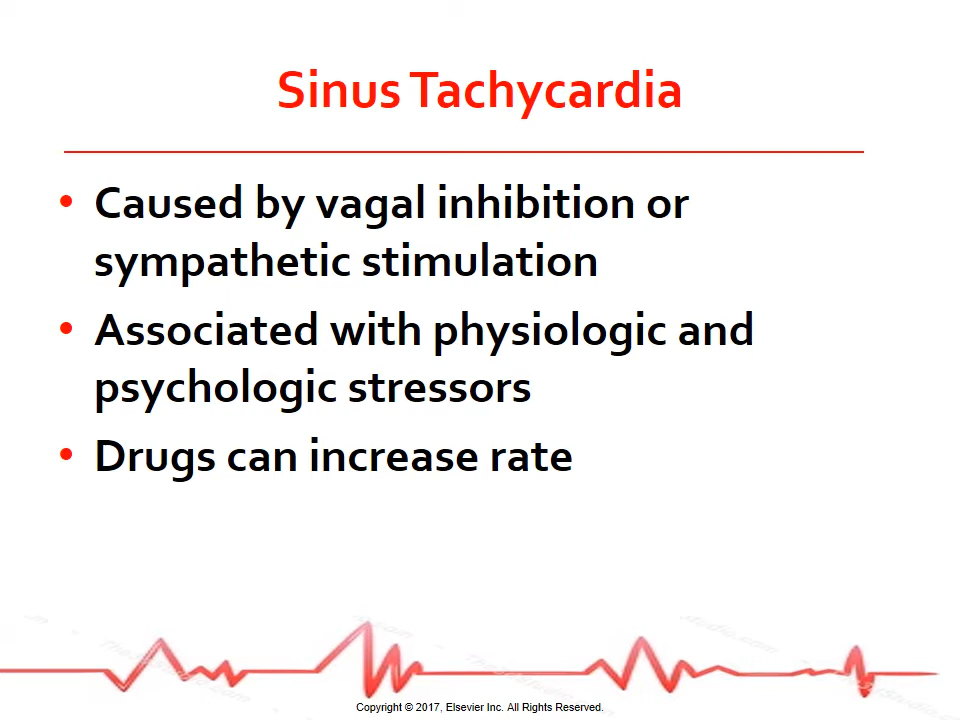 Sinus Tachycardia
• Caused by vagal inhibition or
sympathetic stimulation
• Associated with physiologic and
psychologic stressors
• Drugs can increase rate
Copyright © 2017, Elsevier Inc. All Rights Reserved.